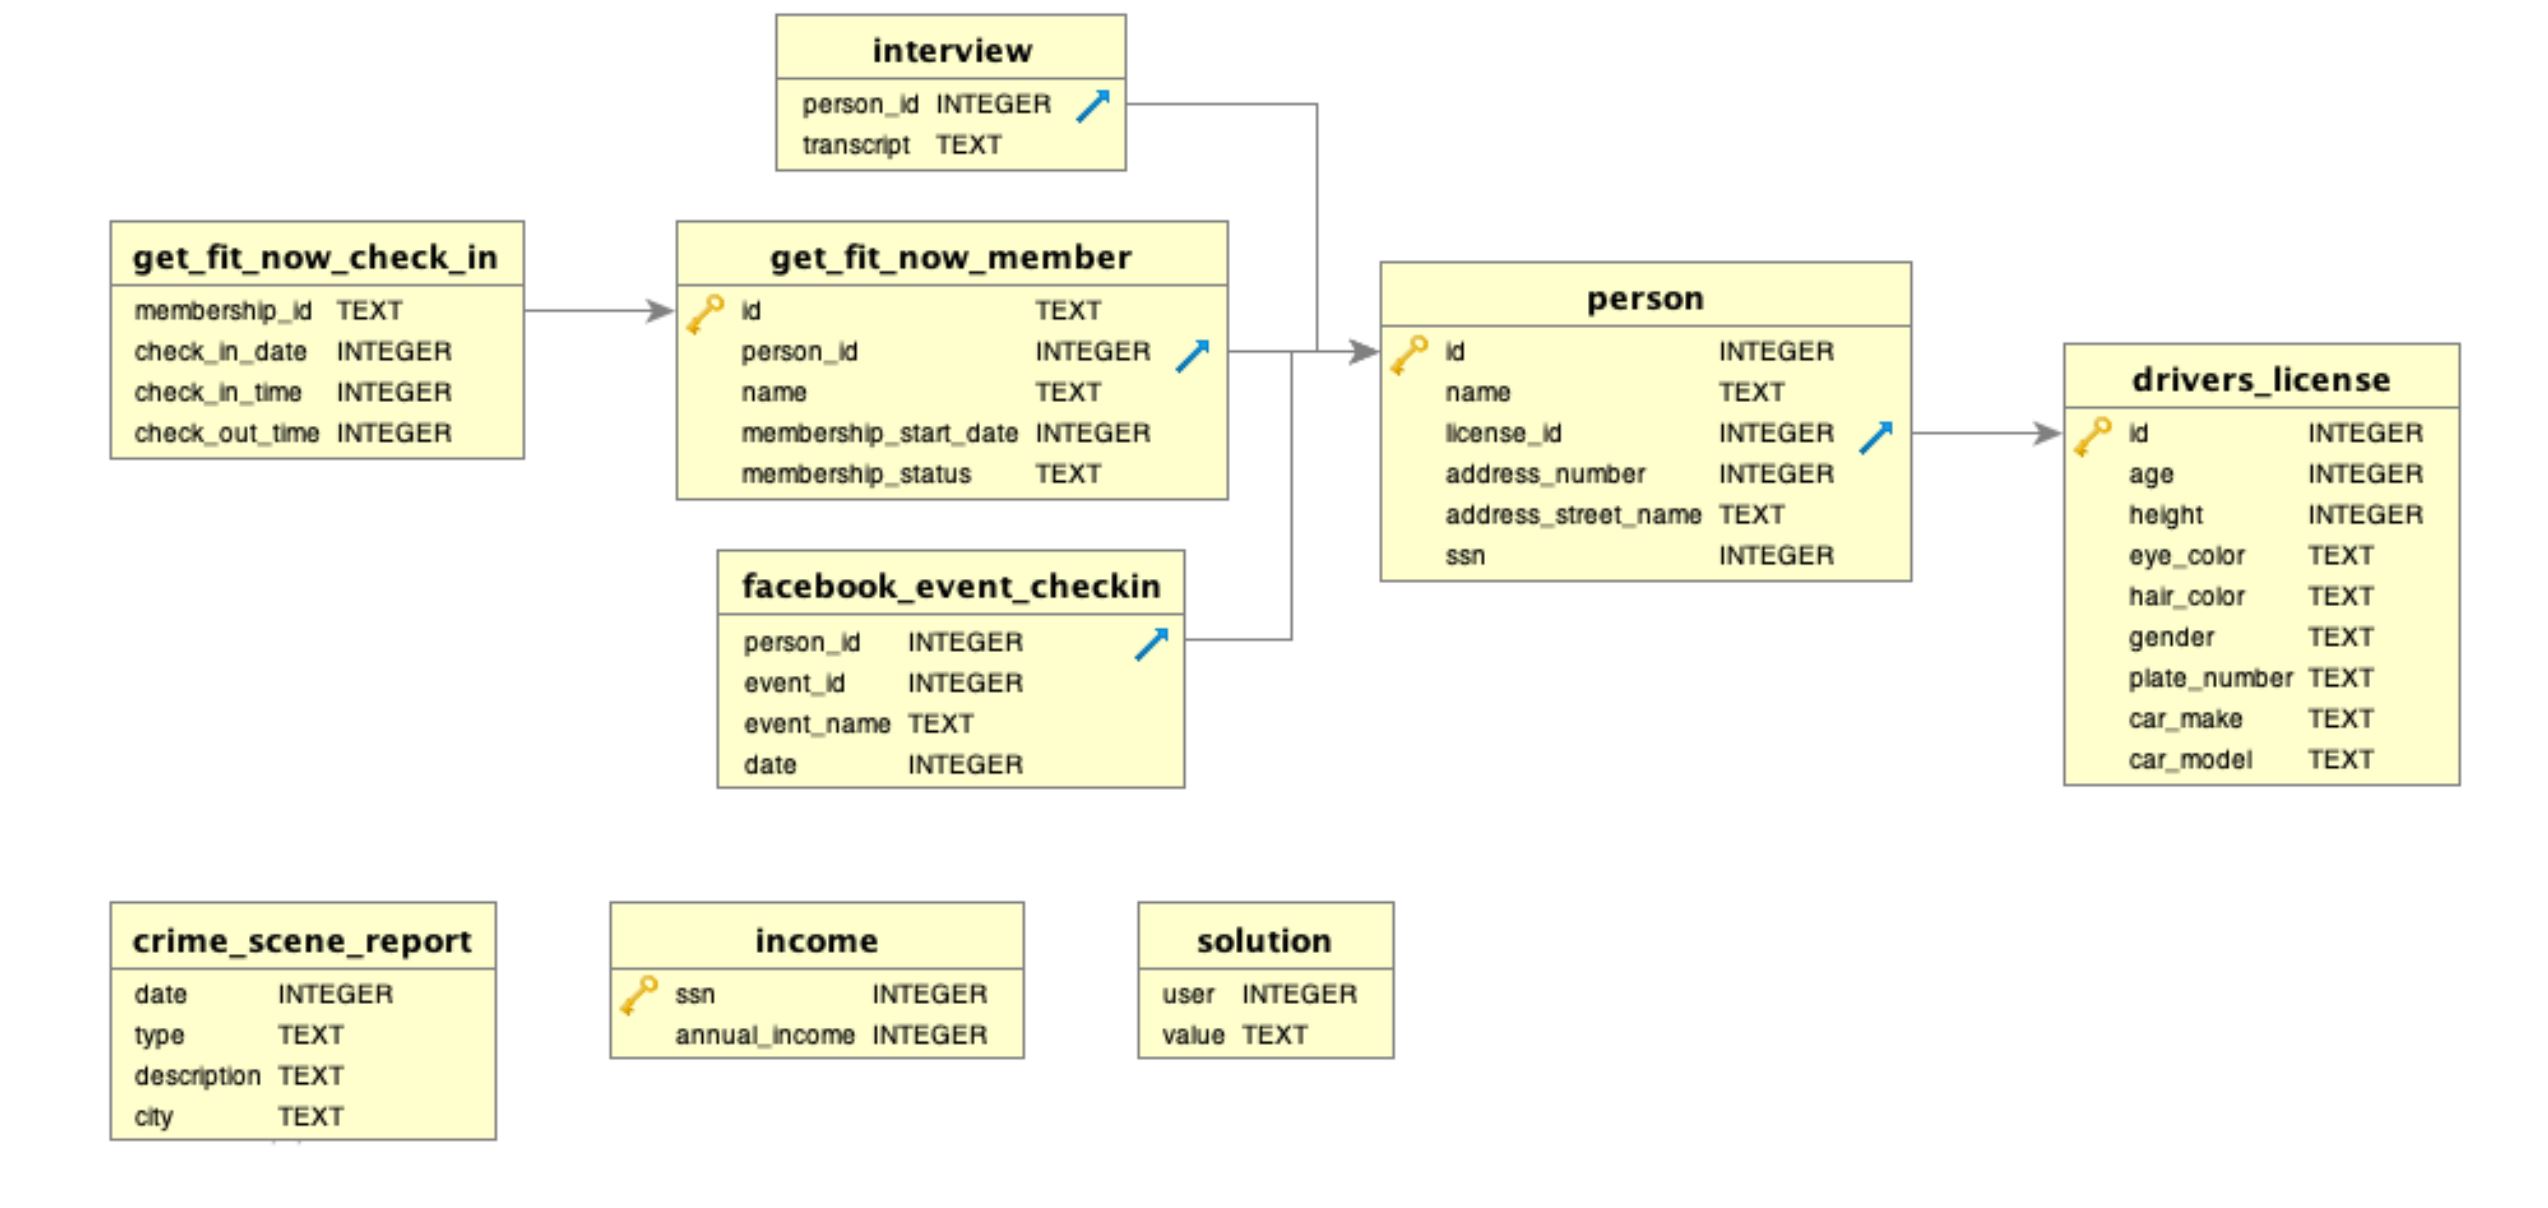 interview
person_id INTEGER
transcript TEXT
get_fit_now_check_in
membership_id TEXT
check_in_date INTEGER
check_in_time INTEGER
check_out_time INTEGER
get_fit_now_member
id TEXT
person_id INTEGER
name TEXT
membership_start_date INTEGER
membership_status TEXT
person
id INTEGER
name TEXT
license_id INTEGER
address_number INTEGER
address_street_name TEXT
ssn INTEGER
drivers_license
id INTEGER
age INTEGER
height INTEGER
eye_color TEXT
hair_color TEXT
gender TEXT
plate_number TEXT
car_make TEXT
car_model TEXT
facebook_event_checkin
person_id INTEGER
event_id INTEGER
event_name TEXT
date INTEGER
crime_scene_report
date INTEGER
type TEXT
description TEXT
city TEXT
income
ssn INTEGER
annual_income INTEGER
solution
user INTEGER
value TEXT